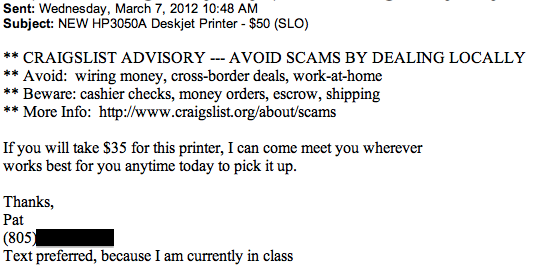 Sent: Wednesday, March 7, 2012 10:48 AM
Subject: NEW HP3050A Deskjet Printer - $50 (SLO)
** CRAIGSLIST ADVISORY --- AVOID SCAMS BY DEALING LOCALLY
** Avoid: wiring money, cross-border deals, work-at-home
** Beware: cashier checks, money orders, escrow, shipping
** More Info: http://www.craigslist.org/about/scams
If you will take $35 for this printer, I can come meet you wherever
works best for you anytime today to pick it up.
Thanks,
Pat
(805)
Text preferred, because I am currently in class